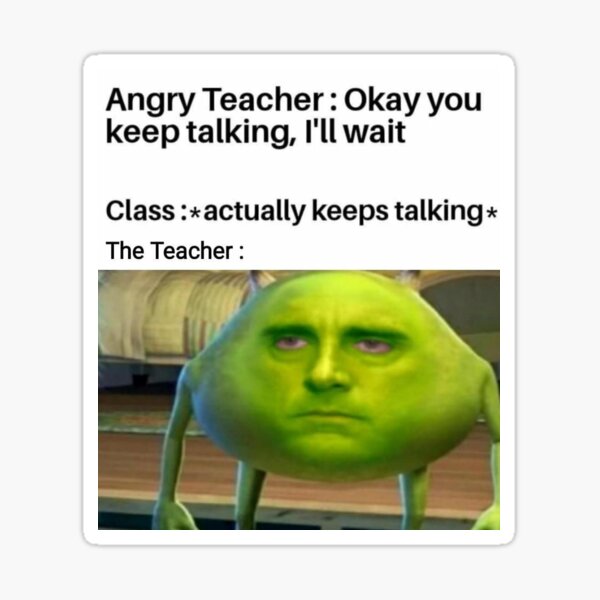 Angry Teacher : Okay you
keep talking, I'll wait
Class :*actually keeps talking*
The Teacher :